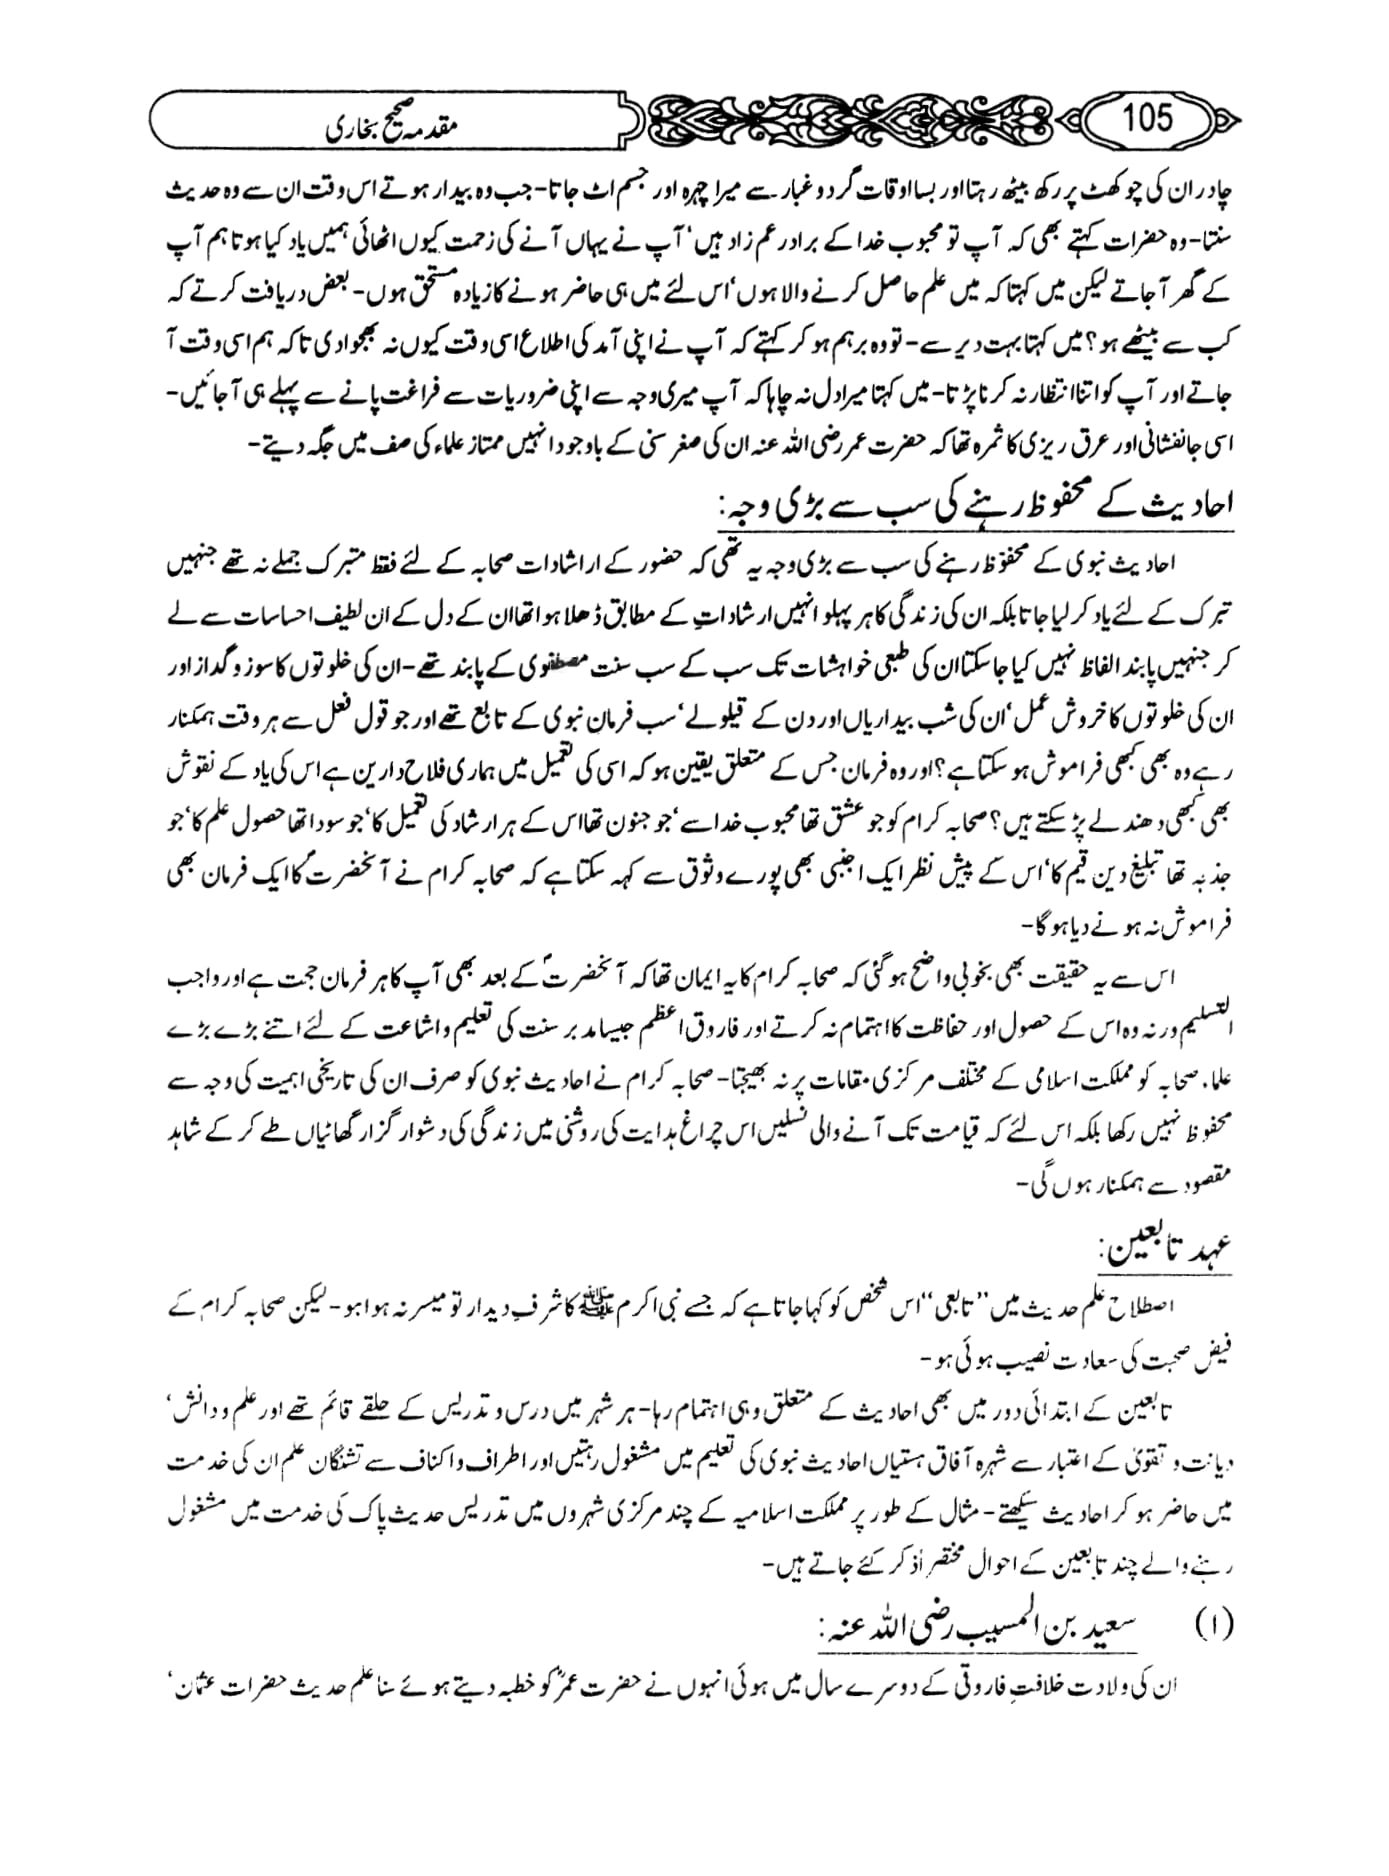 105
مقدمہ صحیح بخاری
چادر ان کی چوکھٹ پر رکھ بیٹھ رہتا اور بسا اوقات گرد و غبار سے میرا چہرہ اور جسم اٹ جاتا- جب وہ بیدار ہوتے اس وقت ان سے وہ حدیث
سنتا- وہ حضرات کہتے بھی کہ آپ تو محبوب خدا کے برادر عم زاد ہیں‘ آپ نے یہاں آنے کی زحمت کیوں اٹھائی ہمیں یاد کیا ہوتا ہم آپ
کے گھر آجاتے لیکن میں کہتا کہ میں علم حاصل کرنے والا ہوں‘ اس لئے میں ہی حاضر ہونے کا زیادہ مستحق ہوں- بعض دریافت کرتے کہ
کب سے بیٹھے ہو؟ میں کہتا بہت دیر سے- تو وہ برہم ہو کر کہتے کہ آپ نے اپنی آمد کی اطلاع اسی وقت کیوں نہ بھجوا دی تاکہ ہم اسی وقت آ
جاتے اور آپ کو اتنا انتظار نہ کرنا پڑتا- میں کہتا میرا دل نہ چاہا کہ آپ میری وجہ سے اپنی ضروریات سے فراغت پانے سے پہلے ہی آجائیں-
اسی جانفشانی اور عرق ریزی کا ثمرہ تھا کہ حضرت عمر رضی اللہ عنہ ان کی صغر سنی کے باوجود انہیں ممتاز علماء کی صف میں جگہ دیتے-
احادیث کے محفوظ رہنے کی سب سے بڑی وجہ:
احادیث نبوی کے محفوظ رہنے کی سب سے بڑی وجہ یہ تھی کہ حضور کے ارشادات صحابہ کے لئے فقط متبرک جملے نہ تھے جنہیں
تبرک کے لئے یاد کر لیا جاتا بلکہ ان کی زندگی کا ہر پہلو انہیں ارشادات کے مطابق ڈھلا ہوا تھا ان کے دل کے ان لطیف احساسات سے لے
کر جنہیں پابند الفاظ نہیں کیا جاسکتا ان کی طبعی خواہشات تک سب کے سب سنت مصطفوی کے پابند تھے- ان کی خلوتوں کا سوز و گداز اور
ان کی خلوتوں کا خروش عمل‘ ان کی شب بیداریاں اور دن کے قیلولے‘ سب فرمان نبوی کے تابع تھے اور جو قول فعل سے ہر وقت ہمکنار
رہے وہ بھی کبھی فراموش ہو سکتا ہے؟ اور وہ فرمان جس کے متعلق یقین ہو کہ اسی کی تعمیل میں ہماری فلاح دارین ہے اس کی یاد کے نقوش
بھی کبھی دھندلے پڑ سکتے ہیں؟ صحابہ کرام کو جو عشق تھا محبوب خدا سے‘ جو جنون تھا اس کے ہر ارشاد کی تعمیل کا‘ جو سودا تھا حصول علم کا‘ جو
جذبہ تھا تبلیغ دین قیم کا‘ اس کے پیش نظر ایک اجنبی بھی پورے وثوق سے کہہ سکتا ہے کہ صحابہ کرام نے آنحضرتؐ کا ایک فرمان بھی
فراموش نہ ہونے دیا ہوگا-
اس سے یہ حقیقت بھی بخوبی واضح ہو گئی کہ صحابہ کرام کا یہ ایمان تھا کہ آنحضرتؐ کے بعد بھی آپ کا ہر فرمان حجت ہے اور واجب
التسلیم ورنہ وہ اس کے حصول اور حفاظت کا اہتمام نہ کرتے اور فاروق اعظم جیسا مدبر سنت کی تعلیم و اشاعت کے لئے اتنے بڑے بڑے
علماء صحابہ کو مملکت اسلامی کے مختلف مرکزی مقامات پر نہ بھیجتا- صحابہ کرام نے احادیث نبوی کو صرف ان کی تاریخی اہمیت کی وجہ سے
محفوظ نہیں رکھا بلکہ اس لئے کہ قیامت تک آنے والی نسلیں اس چراغ ہدایت کی روشنی میں زندگی کی دشوار گزار گھاٹیاں طے کر کے شاہد
مقصود سے ہمکنار ہوں گی-
عہد تابعین:
اصطلاح علم حدیث میں ’’تابعی‘‘ اس شخص کو کہا جاتا ہے کہ جسے نبی اکرم ﷺ کا شرفِ دیدار تو میسر نہ ہوا ہو- لیکن صحابہ کرام کے
فیض صحبت کی سعادت نصیب ہوئی ہو-
تابعین کے ابتدائی دور میں بھی احادیث کے متعلق وہی اہتمام رہا- ہر شہر میں درس و تدریس کے حلقے قائم تھے اور علم و دانش‘
دیانت و تقویٰ کے اعتبار سے شہرہ آفاق ہستیاں احادیث نبوی کی تعلیم میں مشغول رہتیں اور اطراف و اکناف سے تشنگان علم ان کی خدمت
میں حاضر ہو کر احادیث سیکھتے- مثال کے طور پر مملکت اسلامیہ کے چند مرکزی شہروں میں تدریس حدیث پاک کی خدمت میں مشغول
رہنے والے چند تابعین کے احوال مختصراً ذکر کئے جاتے ہیں-
(۱) سعید بن المسیب رضی اللہ عنہ:
ان کی ولادت خلافتِ فاروقی کے دوسرے سال میں ہوئی انہوں نے حضرت عمرؓ کو خطبہ دیتے ہوئے سنا علم حدیث حضرات عثمان‘